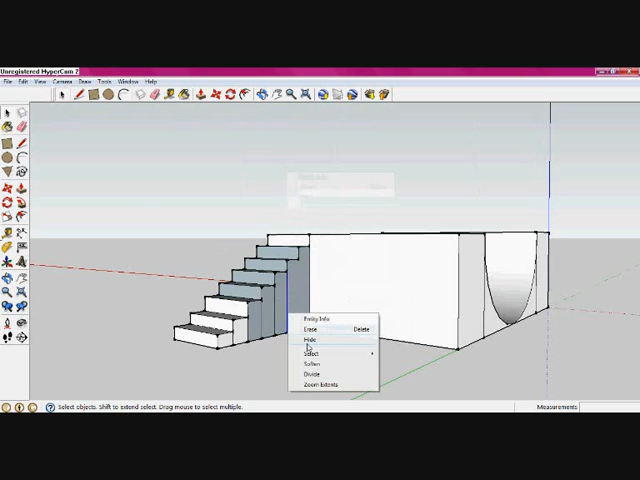 Unregistered HyperCam 2
File Edit View Camera Draw Tools Window Help
Entity Info
Erase Delete
Hide
Select
Soften
Divide
Zoom Extents
Select objects. Shift to extend select. Drag mouse to select multiple. Measurements